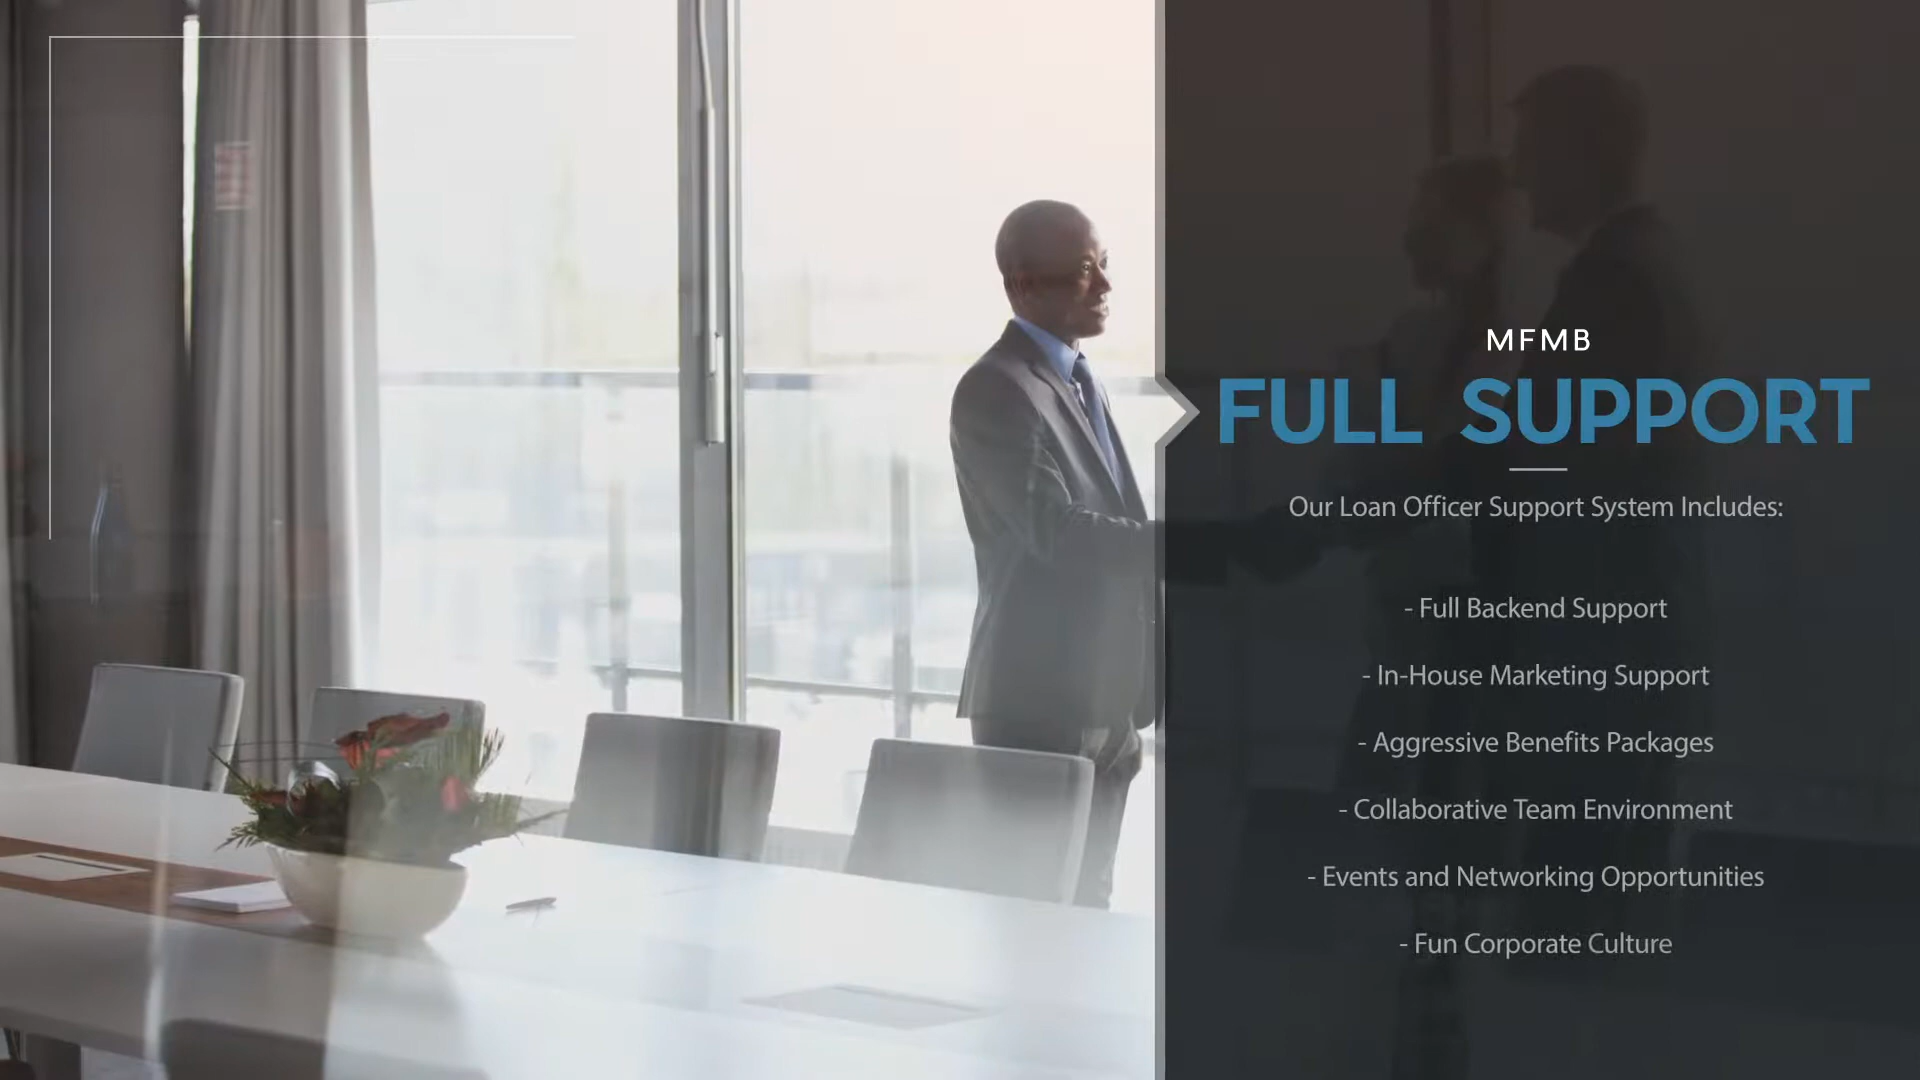 MFMB
FULL SUPPORT
Our Loan Officer Support System Includes:
- Full Backend Support
- In-House Marketing Support
- Aggressive Benefits Packages
- Collaborative Team Environment
- Events and Networking Opportunities
- Fun Corporate Culture